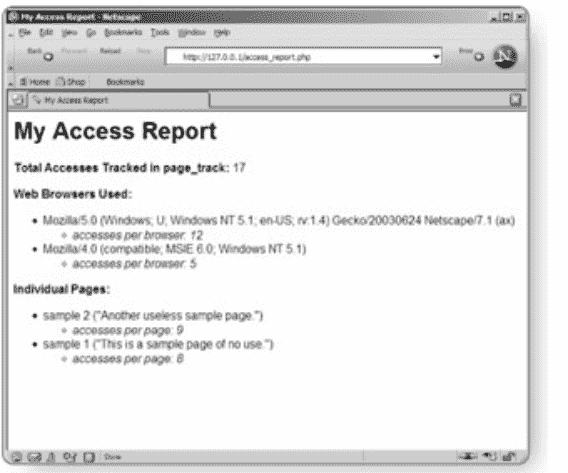 My Access Report - Netscape
File Edit View Go Bookmarks Tools Window Help
Back Forward Reload Stop http://127.0.0.1/access_report.php Print N
Home Shop Bookmarks
My Access Report
My Access Report
Total Accesses Tracked in page_track: 17
Web Browsers Used:
Mozilla/5.0 (Windows; U; Windows NT 5.1; en-US; rv:1.4) Gecko/20030624 Netscape/7.1 (ax)
accesses per browser: 12
Mozilla/4.0 (compatible; MSIE 6.0; Windows NT 5.1)
accesses per browser: 5
Individual Pages:
sample 2 ("Another useless sample page.")
accesses per page: 9
sample 1 ("This is a sample page of no use.")
accesses per page: 8
Done